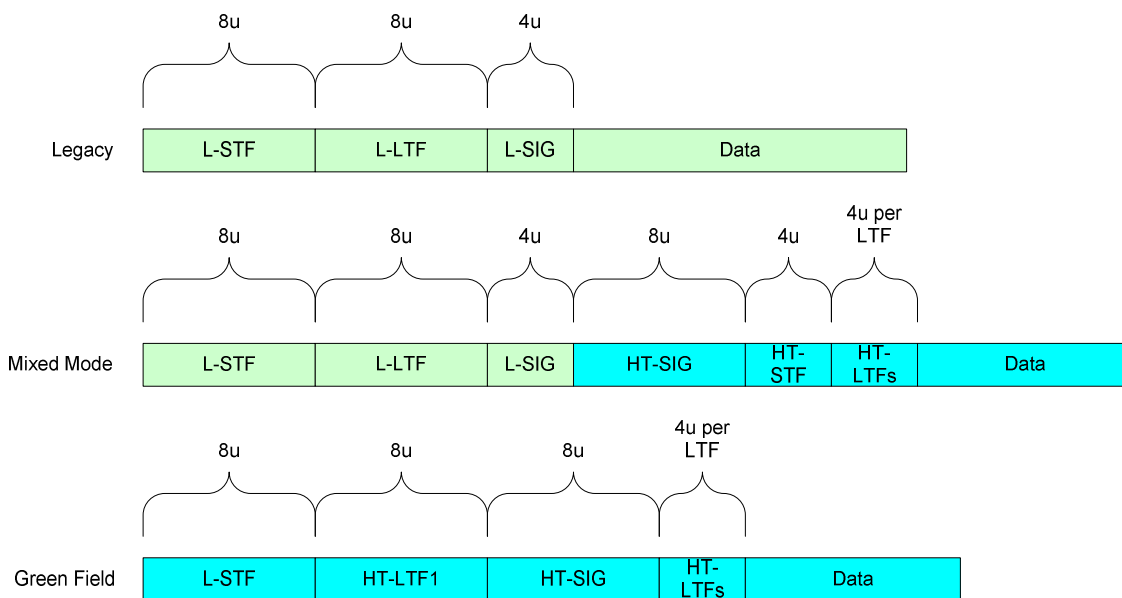 8u 8u 4u
Legacy L-STF L-LTF L-SIG Data
4u per
8u 8u 4u 8u 4u LTF
Mixed Mode L-STF L-LTF L-SIG HT-SIG HT-
STF HT-
LTFs Data
4u per
8u 8u 8u LTF
Green Field L-STF HT-LTF1 HT-SIG HT-
LTFs Data